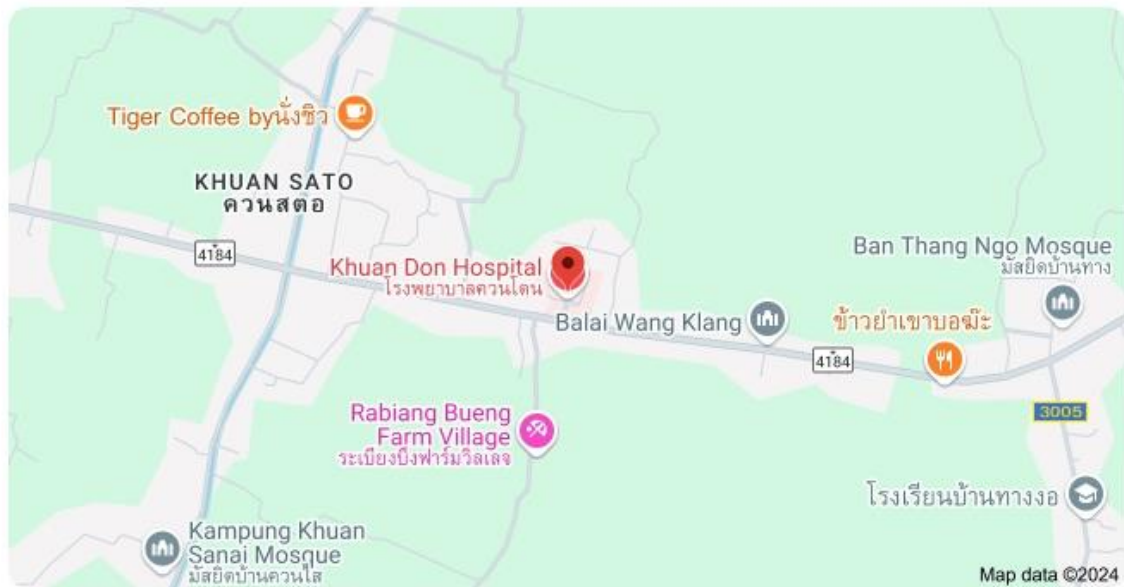 Tiger Coffee byนั่งชิว
KHUAN SATO
ควนสตอ
4184
Khuan Don Hospital
โรงพยาบาลควนโดน
Ban Thang Ngo Mosque
มัสยิดบ้านทาง
Balai Wang Klang
ข้าวยำเขาบอฆ๊ะ
4184
Rabiang Bueng
Farm Village
ระเบียงบึงฟาร์มวิลเลจ
3005
โรงเรียนบ้านทางงอ
Kampung Khuan
Sanai Mosque
มัสยิดบ้านควนไส
Map data ©2024